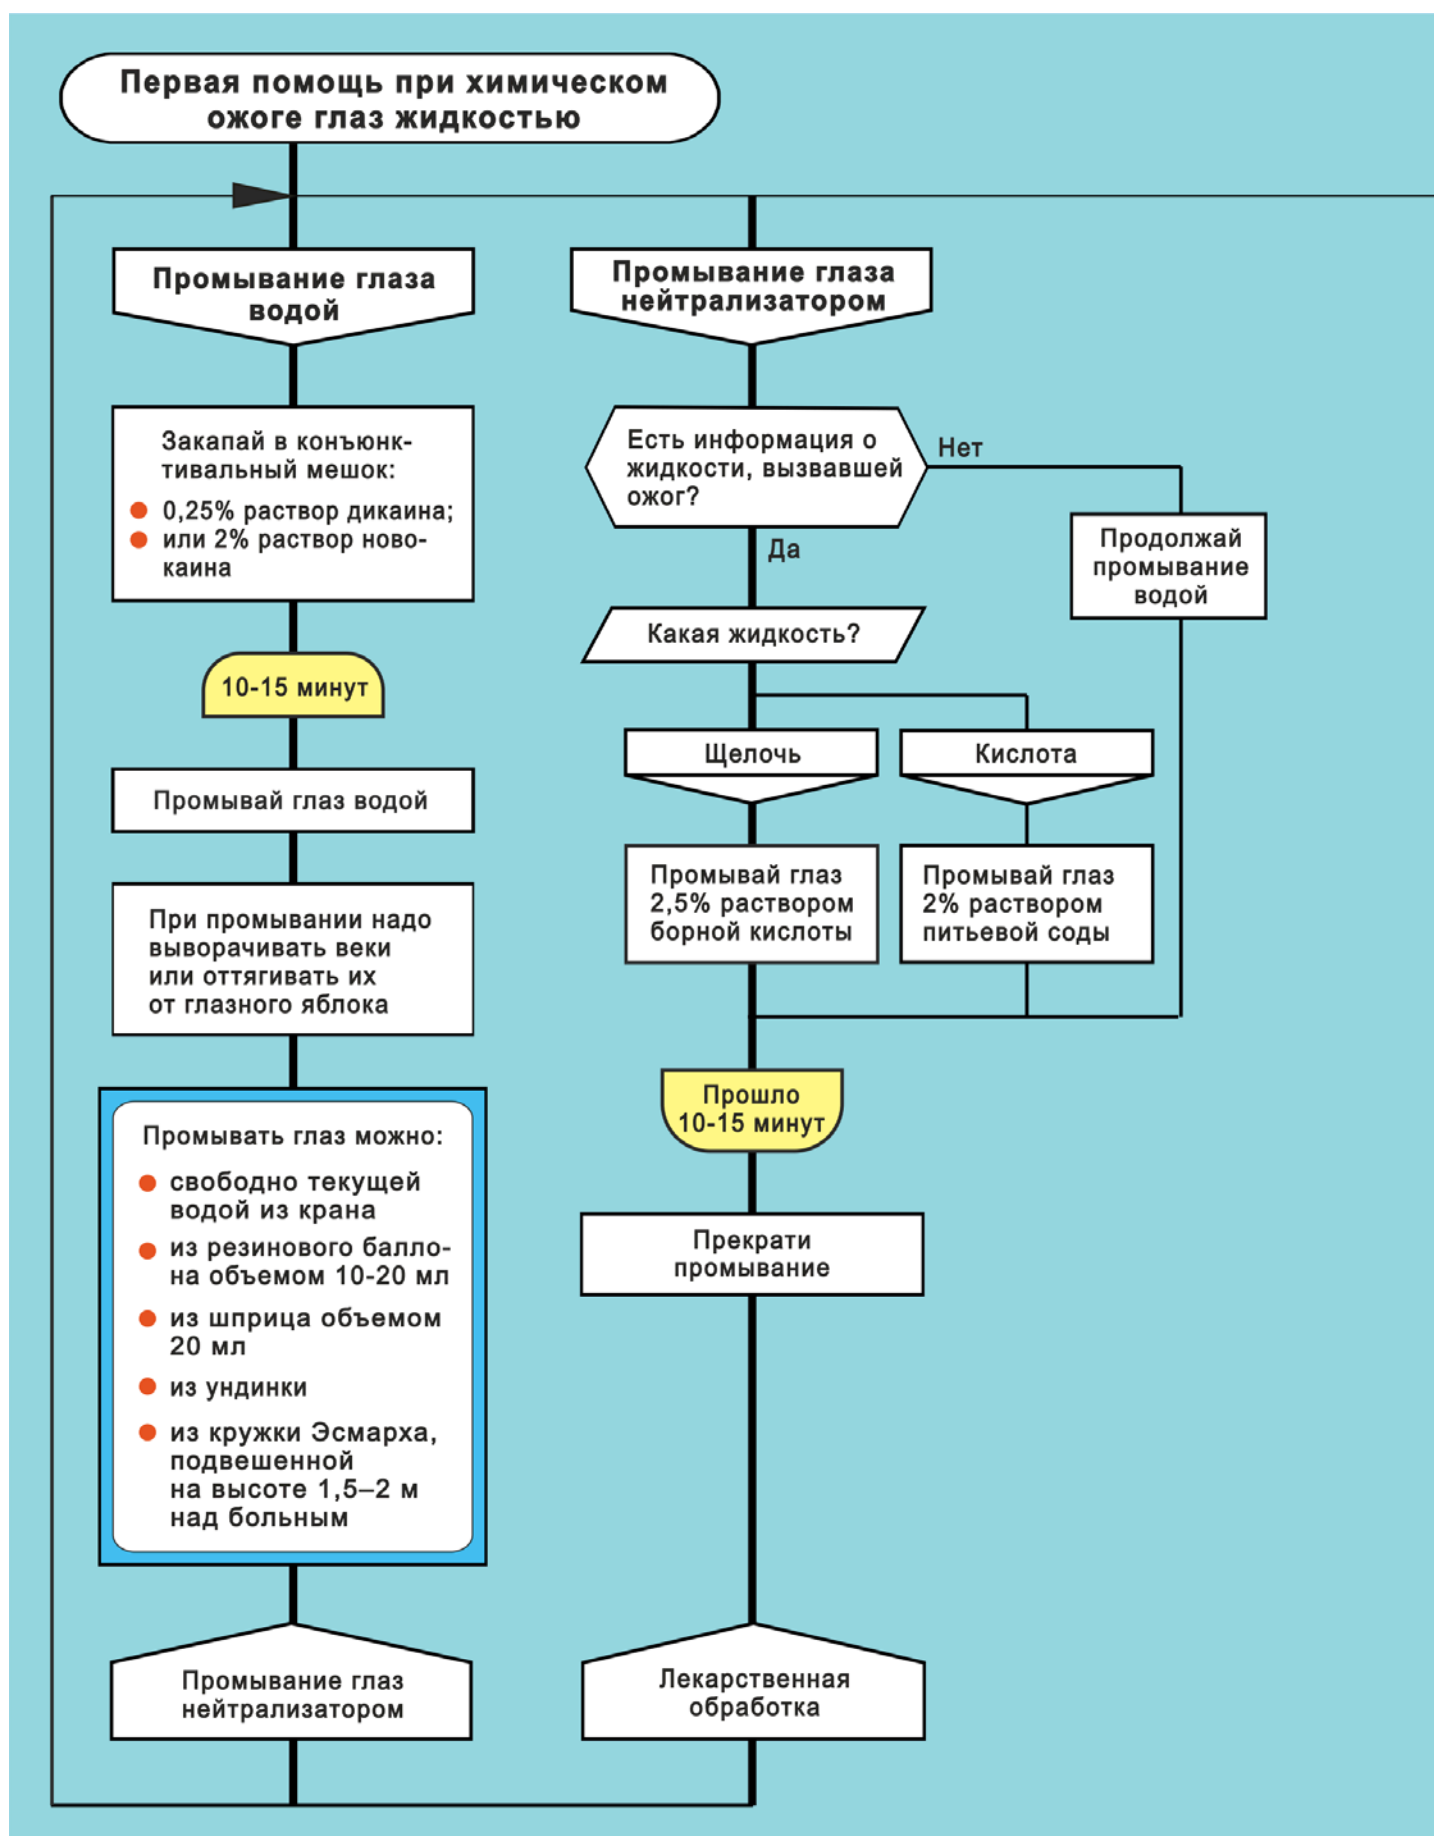 Первая помощь при химическом
ожоге глаз жидкостью
Промывание глаза
водой
Закапай в конъюнк-
тивальный мешок:
0,25% раствор дикаина;
или 2% раствор ново-
каина
10-15 минут
Промывай глаз водой
При промывании надо
выворачивать веки
или оттягивать их
от глазного яблока
Промывать глаз можно:
свободно текущей
водой из крана
из резинового балло-
на объемом 10-20 мл
из шприца объемом
20 мл
из ундинки
из кружки Эсмарха,
подвешенной
на высоте 1,5–2 м
над больным
Промывание глаз
нейтрализатором
Промывание глаза
нейтрализатором
Есть информация о
жидкости, вызвавшей
ожог?
Нет
Да
Продолжай
промывание
водой
Какая жидкость?
Щелочь
Кислота
Промывай глаз
2,5% раствором
борной кислоты
Промывай глаз
2% раствором
питьевой соды
Прошло
10-15 минут
Прекрати
промывание
Лекарственная
обработка